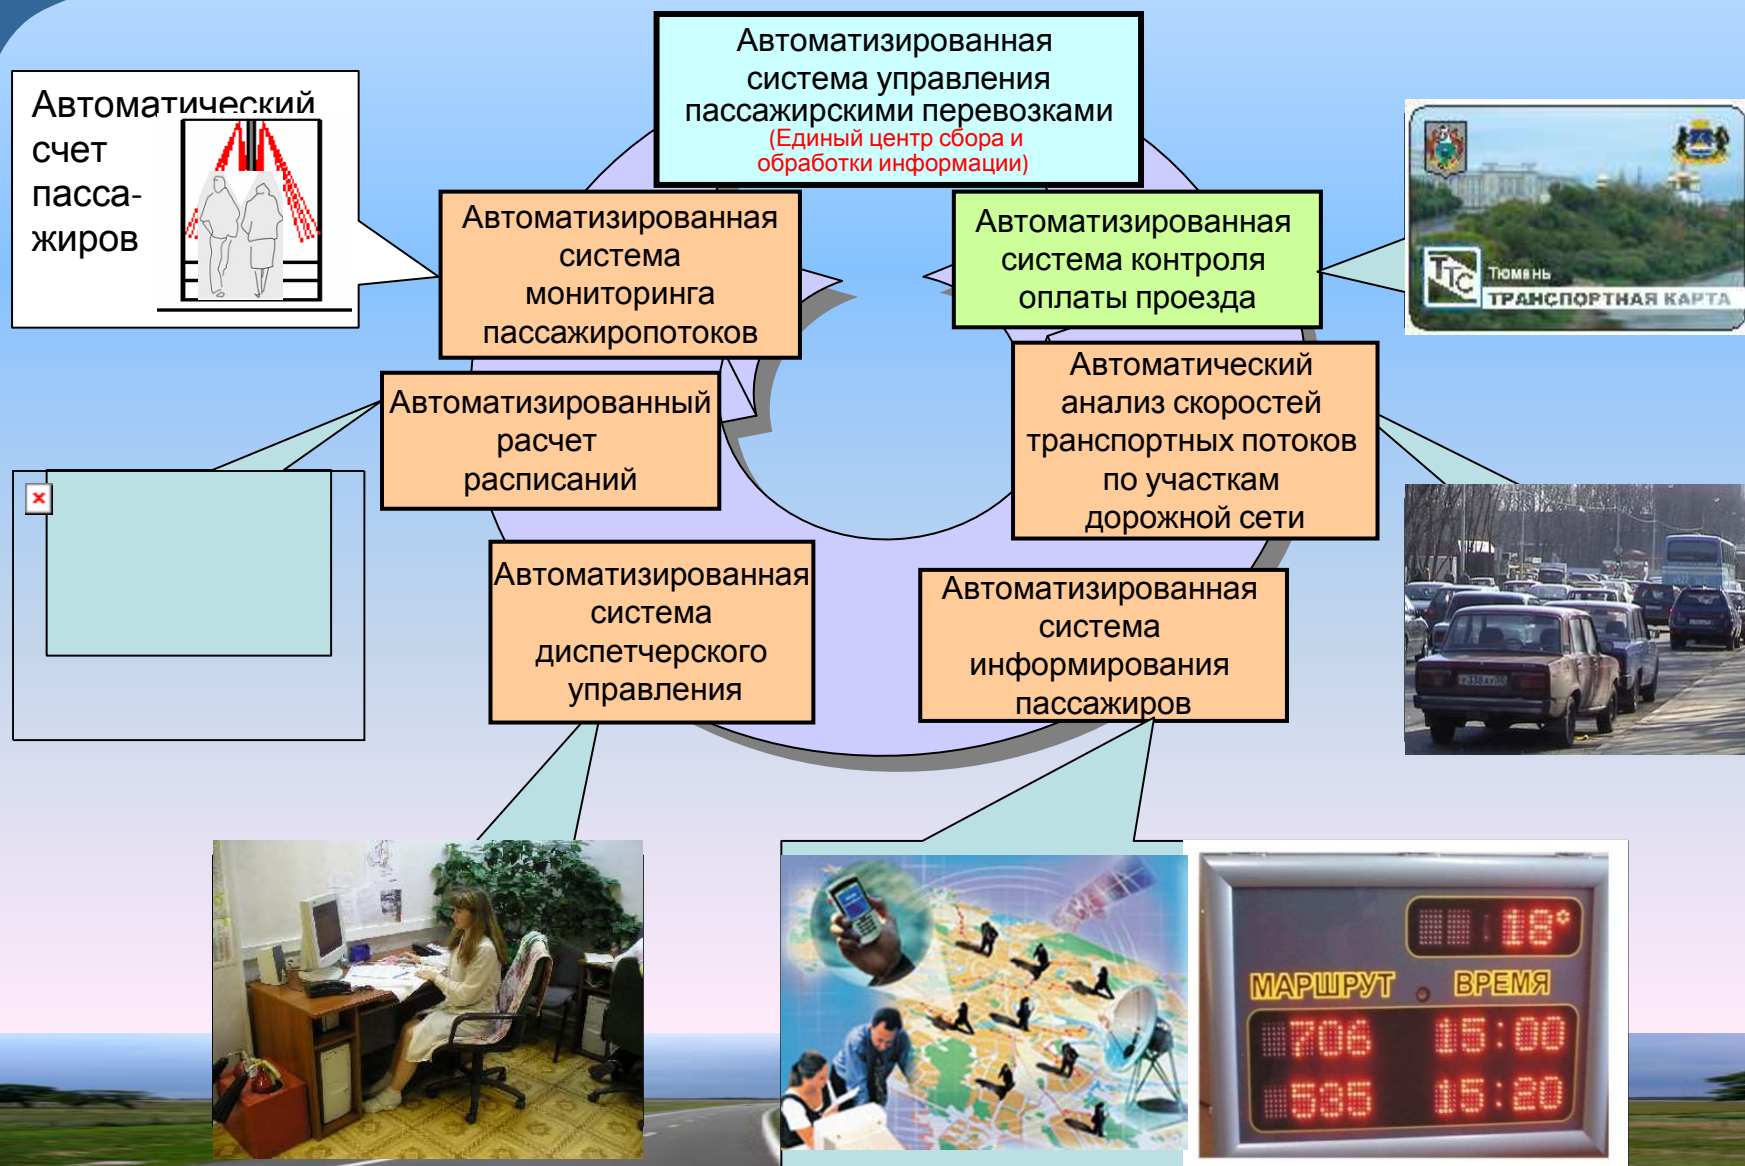 Автоматизированная
система управления
пассажирскими перевозками
(Единый центр сбора и
обработки информации)
Автоматический
счет
пасса-
жиров
Автоматизированная
система
мониторинга
пассажиропотоков
Автоматизированная
система контроля
оплаты проезда
ТТС
Тюмень
ТРАНСПОРТНАЯ КАРТА
Автоматизированный
расчет
расписаний
Автоматический
анализ скоростей
транспортных потоков
по участкам
дорожной сети
Автоматизированная
система
диспетчерского
управления
Автоматизированная
система
информирования
пассажиров
18°
МАРШРУТ ВРЕМЯ
706 15:00
535 15:20